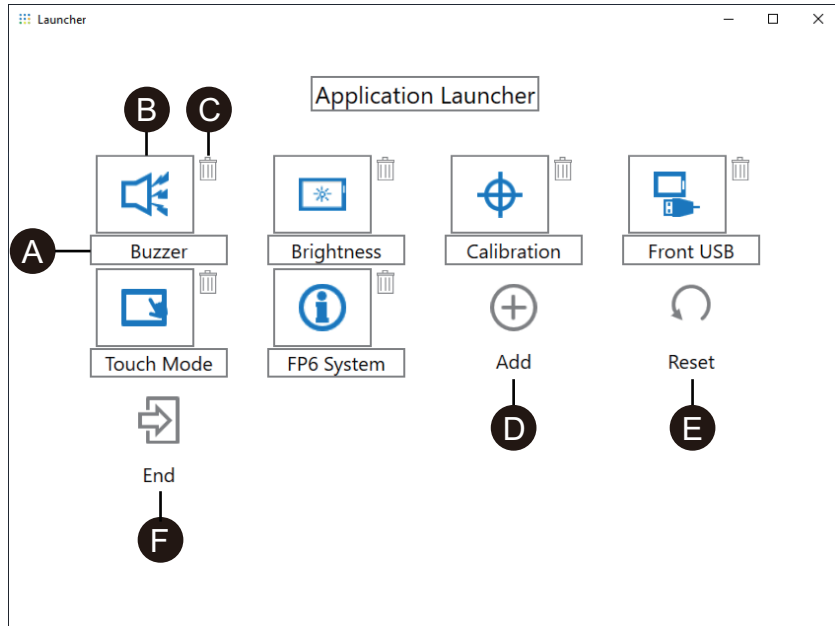 Launcher
Application Launcher
B C
A
Buzzer Brightness Calibration Front USB
Touch Mode FP6 System Add Reset
D E
End
F